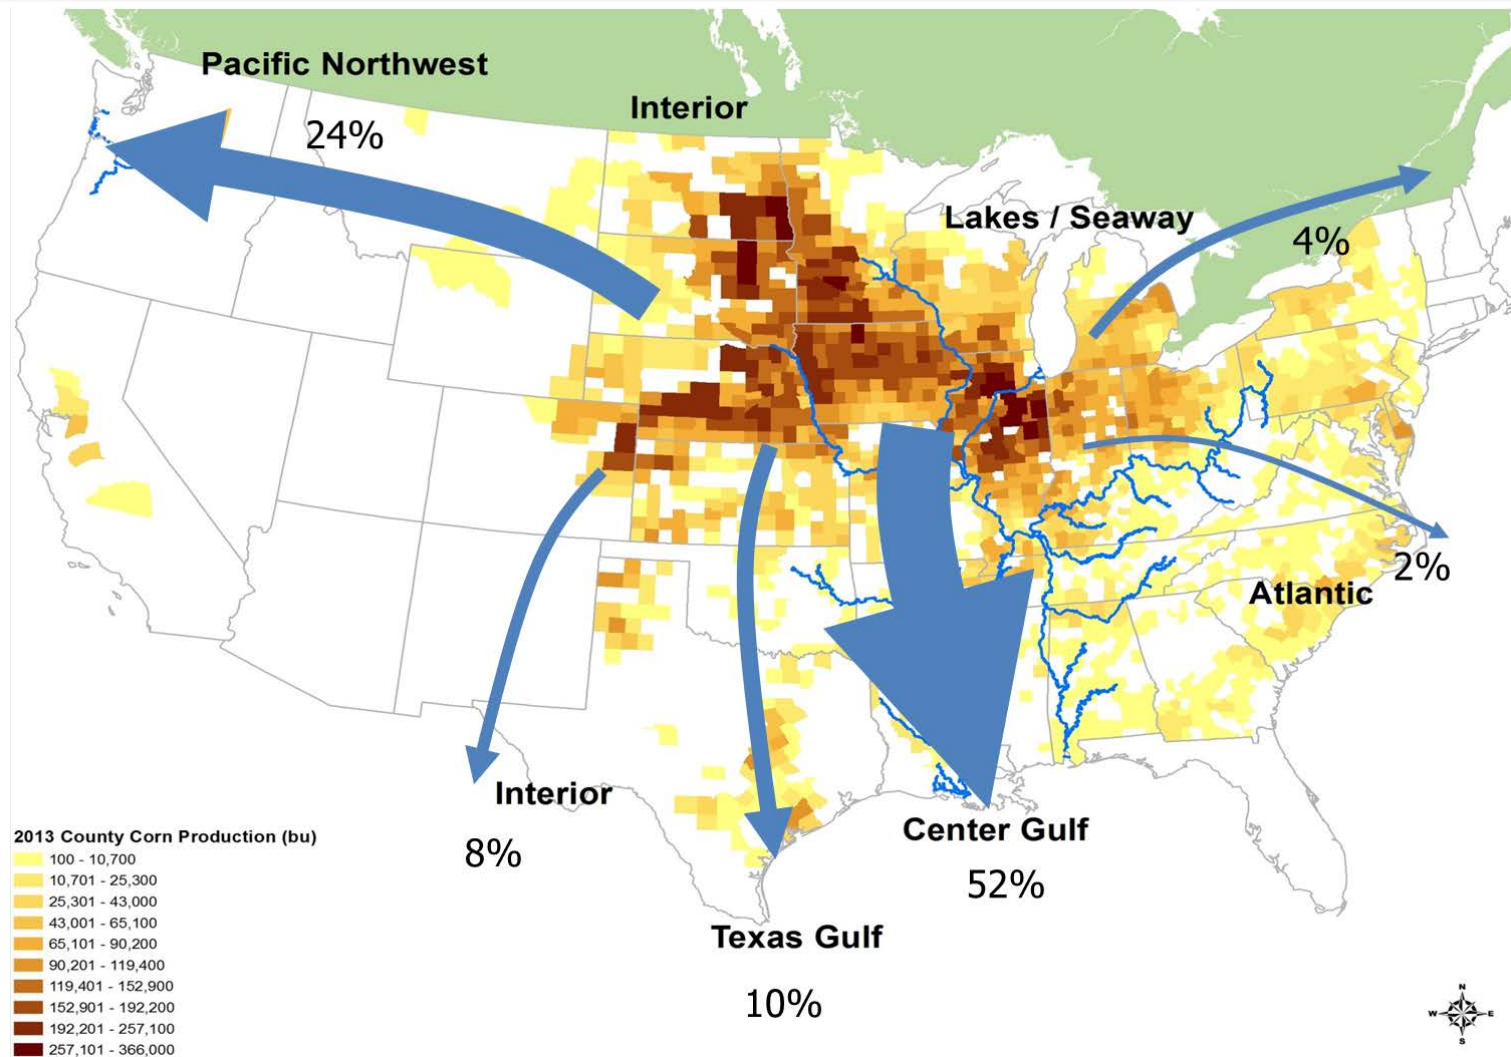 Pacific Northwest
24%
Interior
Lakes / Seaway
4%
2%
Atlantic
Interior
8%
Center Gulf
52%
Texas Gulf
10%
2013 County Corn Production (bu)
100 - 10,700
10,701 - 25,300
25,301 - 43,000
43,001 - 65,100
65,101 - 90,200
90,201 - 119,400
119,401 - 152,900
152,901 - 192,200
192,201 - 257,100
257,101 - 366,000
N
W E
S